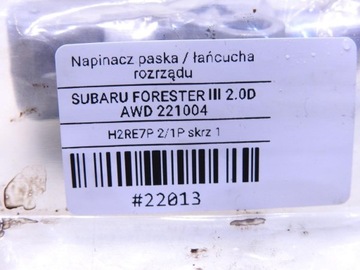 Napinacz paska / łańcucha
rozrządu
SUBARU FORESTER III 2.0D
AWD 221004
H2RE7P 2/1P skrz 1
#22013